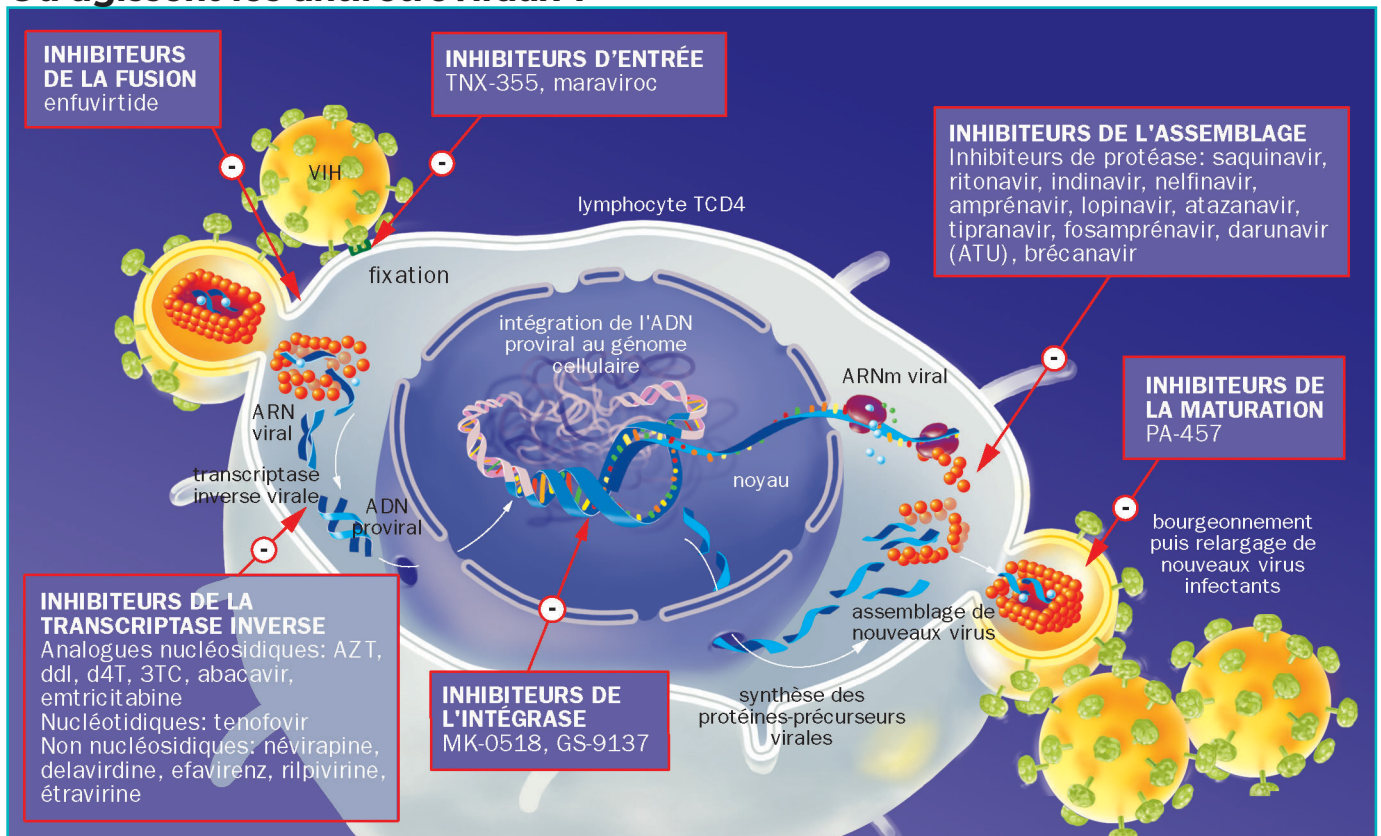 INHIBITEURS
DE LA FUSION
enfuvirtide
INHIBITEURS D'ENTRÉE
TNX-355, maraviroc
VIH
INHIBITEURS DE L'ASSEMBLAGE
Inhibiteurs de protéase: saquinavir,
ritonavir, indinavir, nelfinavir,
amprénavir, lopinavir, atazanavir,
tipranavir, fosamprénavir, darunavir
(ATU), brécanavir
lymphocyte TCD4
fixation
intégration de l'ADN
proviral au génome
cellulaire
ARNm viral
INHIBITEURS DE
LA MATURATION
PA-457
ARN
viral
transcriptase
inverse virale
ADN
proviral
noyau
bourgeonnement
puis relargage de
nouveaux virus
infectants
INHIBITEURS DE LA
TRANSCRIPTASE INVERSE
Analogues nucléosidiques: AZT,
ddI, d4T, 3TC, abacavir,
emtricitabine
Nucléotidiques: tenofovir
Non nucléosidiques: névirapine,
delavirdine, efavirenz, rilpivirine,
étravirine
INHIBITEURS DE
L'INTÉGRASE
MK-0518, GS-9137
assemblage de
nouveaux virus
synthèse des
protéines-précurseurs
virales
-
-
-
-
-
-